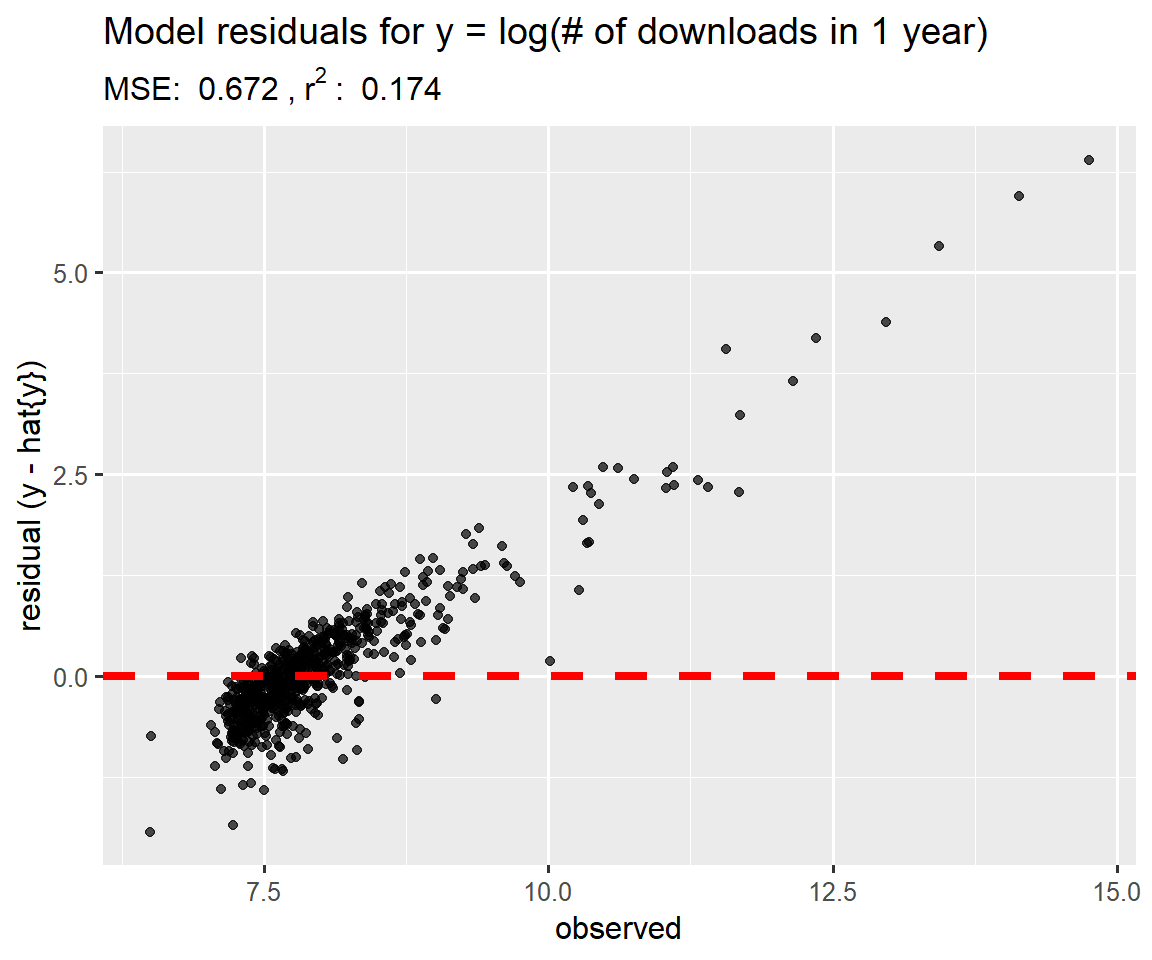 Model residuals for y = log(# of downloads in 1 year)
MSE: 0.672 , r² : 0.174
residual (y - hat{y})
5.0
2.5
0.0
7.5 10.0 12.5 15.0
observed